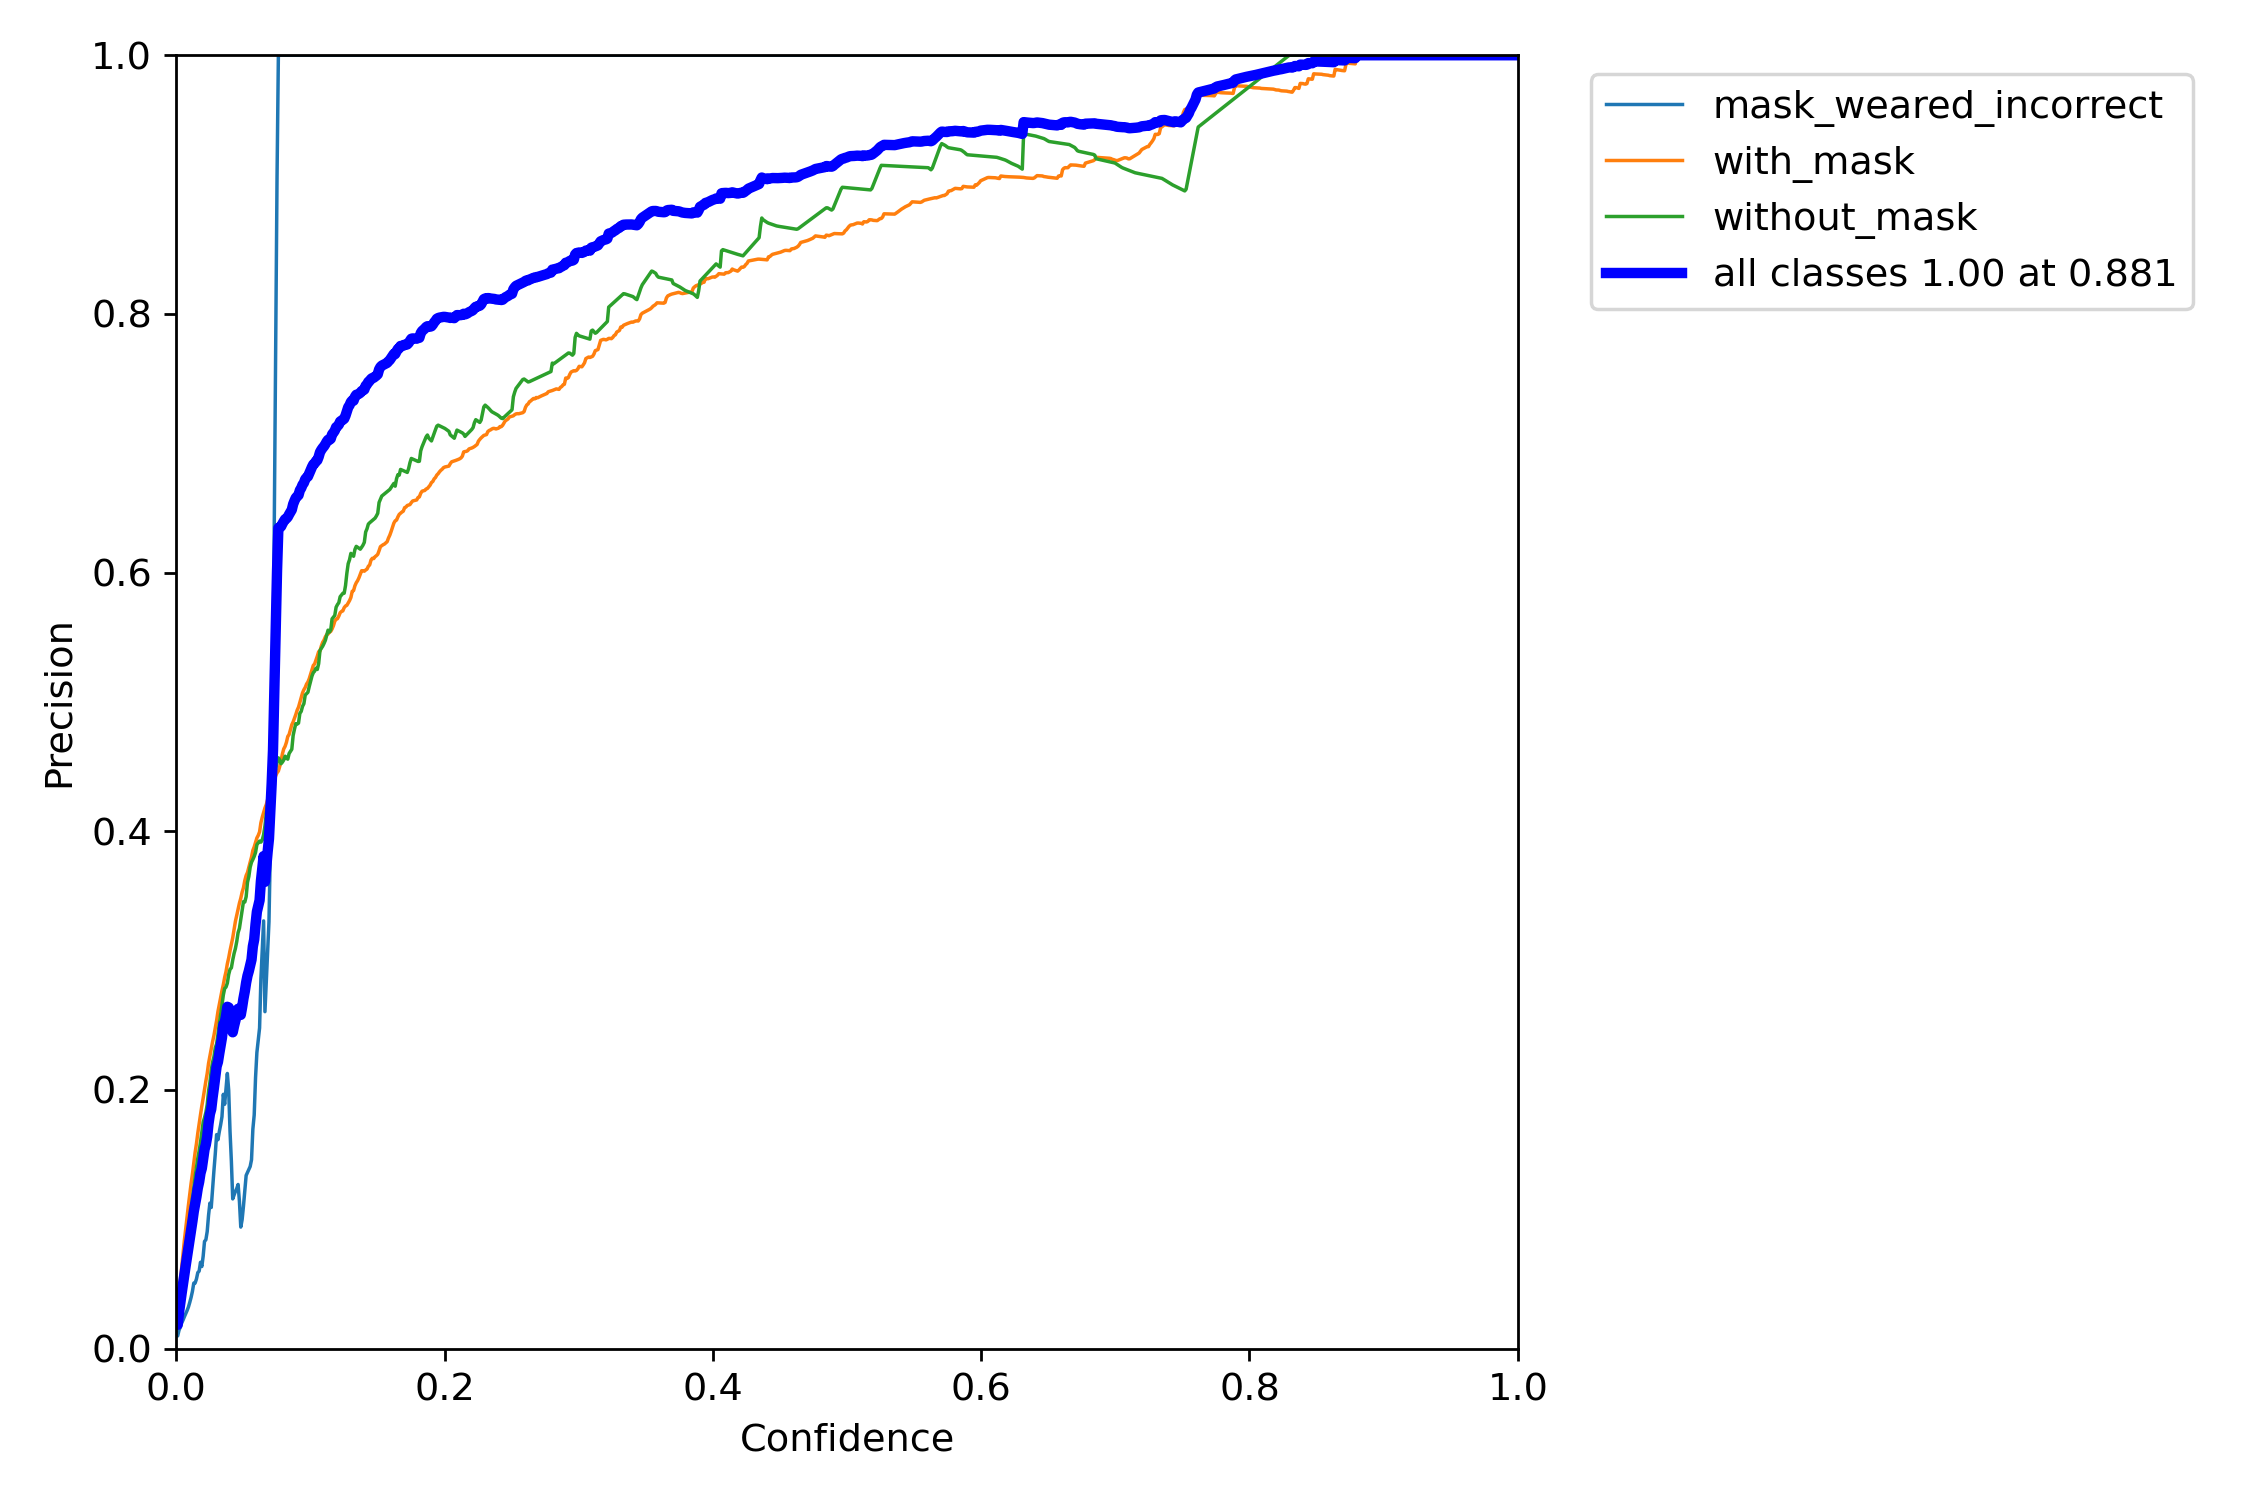 1.0
0.8
0.6
0.4
0.2
0.0
Precision
0.0 0.2 0.4 0.6 0.8 1.0
Confidence
mask_weared_incorrect
with_mask
without_mask
all classes 1.00 at 0.881